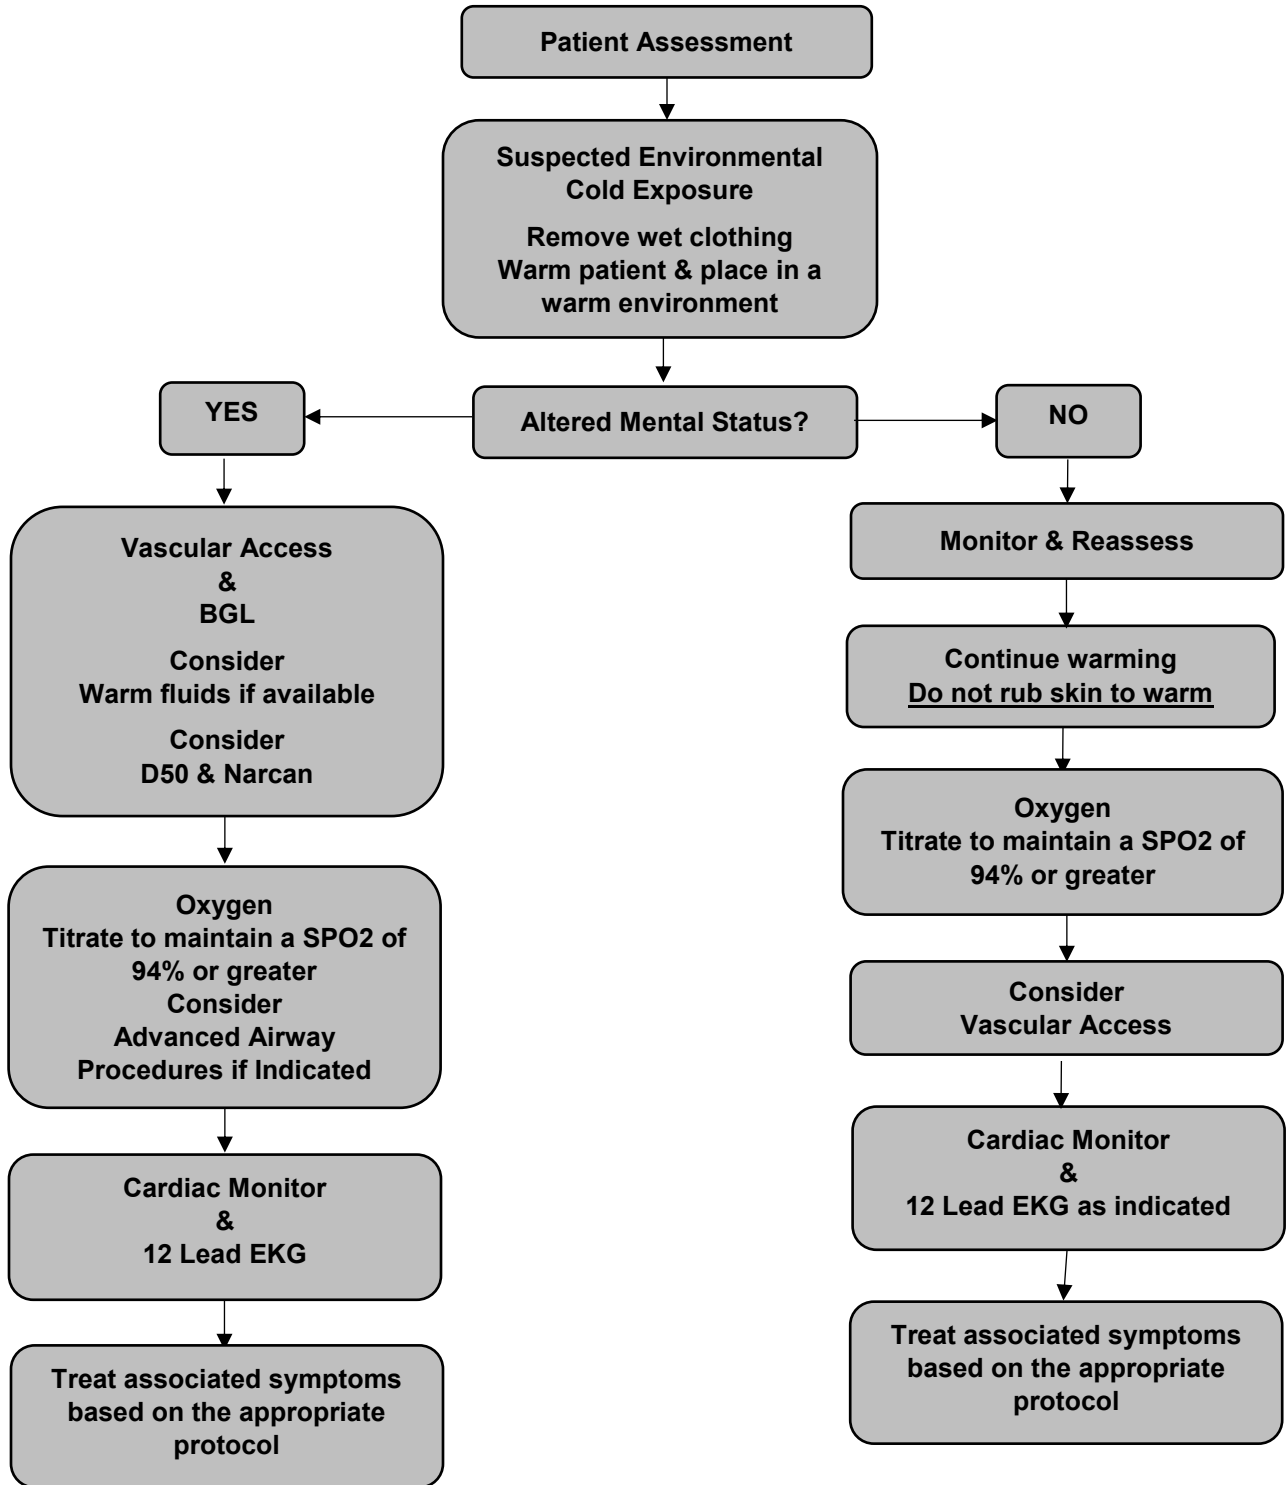 Patient Assessment
Suspected Environmental
Cold Exposure
Remove wet clothing
Warm patient & place in a
warm environment
Altered Mental Status?
YES
NO
Vascular Access
&
BGL
Consider
Warm fluids if available
Consider
D50 & Narcan
Oxygen
Titrate to maintain a SPO2 of
94% or greater
Consider
Advanced Airway
Procedures if Indicated
Cardiac Monitor
&
12 Lead EKG
Treat associated symptoms
based on the appropriate
protocol
Monitor & Reassess
Continue warming
Do not rub skin to warm
Oxygen
Titrate to maintain a SPO2 of
94% or greater
Consider
Vascular Access
Cardiac Monitor
&
12 Lead EKG as indicated
Treat associated symptoms
based on the appropriate
protocol